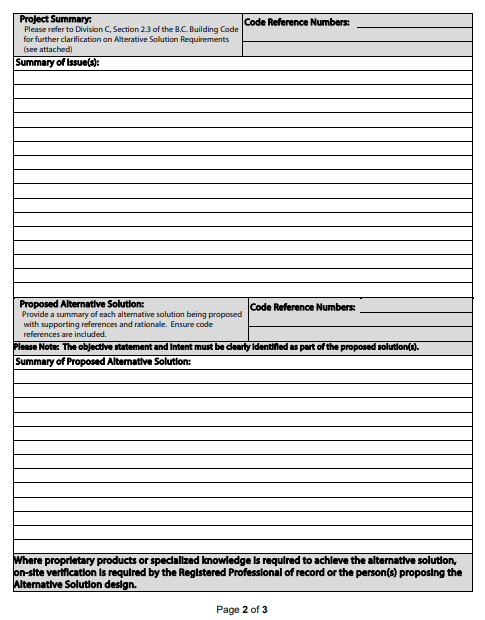 Project Summary:
Code Reference Numbers:
Please refer to Division C, Section 2.3 of the B.C. Building Code
for further clarification on Alterative Solution Requirements
(see attached)
Summary of Issue(s):
Proposed Alternative Solution:
Code Reference Numbers:
Provide a summary of each alternative solution being proposed
with supporting references and rationale. Ensure code
references are included.
Please Note: The objective statement and intent must be clearly identified as part of the proposed solution(s).
Summary of Proposed Alternative Solution:
Where proprietary products or specialized knowledge is required to achieve the alternative solution,
on-site verification is required by the Registered Professional of record or the person(s) proposing the
Alternative Solution design.
Page 2 of 3